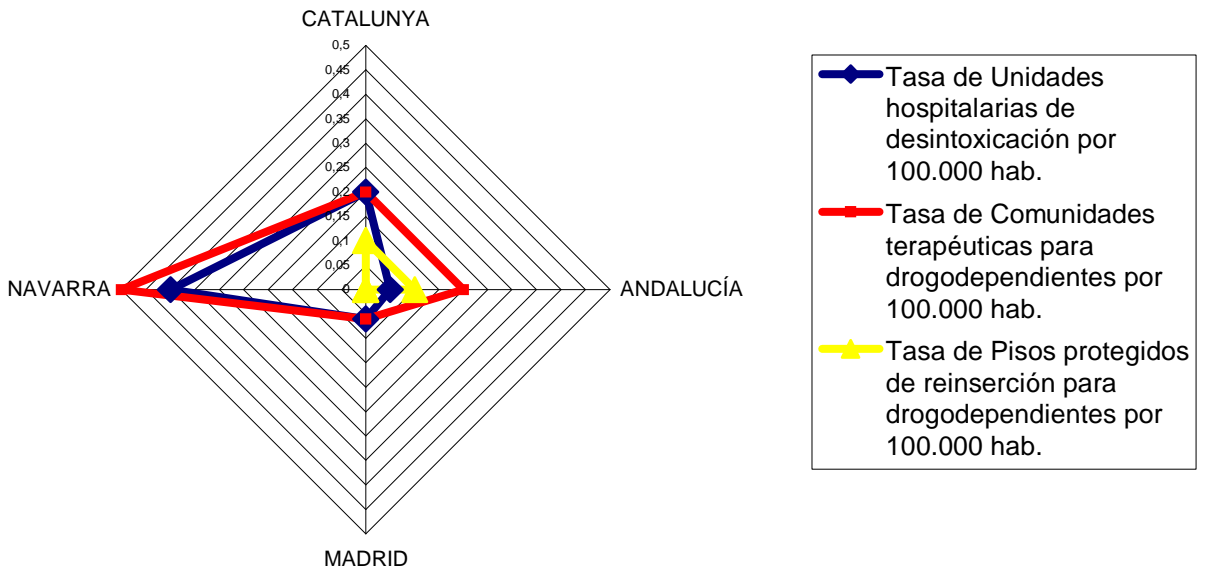 CATALUNYA
0,5
0,45
0,4
0,35
0,3
0,25
0,2
0,15
0,1
0,05
0
NAVARRA
ANDALUCÍA
MADRID
Tasa de Unidades
hospitalarias de
desintoxicación por
100.000 hab.
Tasa de Comunidades
terapéuticas para
drogodependientes por
100.000 hab.
Tasa de Pisos protegidos
de reinserción para
drogodependientes por
100.000 hab.